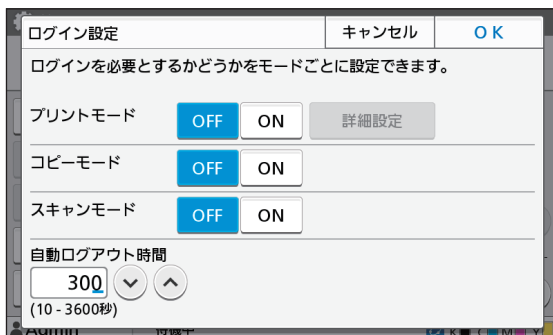 ログイン設定 キャンセル OK
ログインを必要とするかどうかをモードごとに設定できます。
プリントモード OFF ON 詳細設定
コピーモード OFF ON
スキャンモード OFF ON
自動ログアウト時間
300
(10 - 3600秒)
Admin 待機中 K C M Y